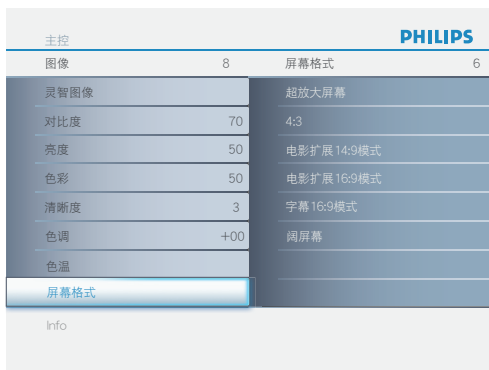 主控 PHILIPS
图像 8 屏幕格式 6
灵智图像 超放大屏幕
对比度 70 4:3
亮度 50 电影扩展14:9模式
色彩 50 电影扩展16:9模式
清晰度 3 字幕16:9模式
色调 +00 阔屏幕
色温
屏幕格式
Info